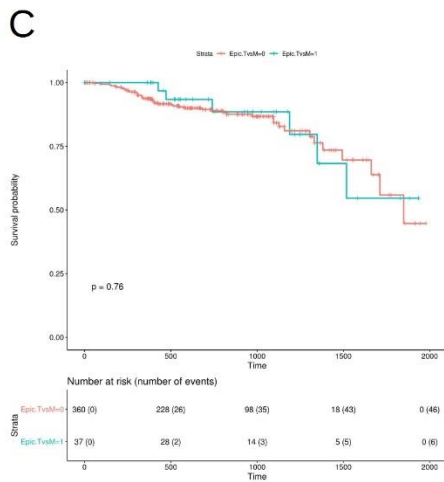 C
Strata Epic.TvsM=0 Epic.TvsM=1
1.00
0.75
0.50
0.25
0.00
Survival probability
p = 0.76
0 500 1000 1500 2000
Time
Number at risk (number of events)
Strata
Epic.TvsM=0 360 (0) 228 (26) 98 (35) 18 (43) 0 (46)
Epic.TvsM=1 37 (0) 28 (2) 14 (3) 5 (5) 0 (6)
0 500 1000 1500 2000
Time